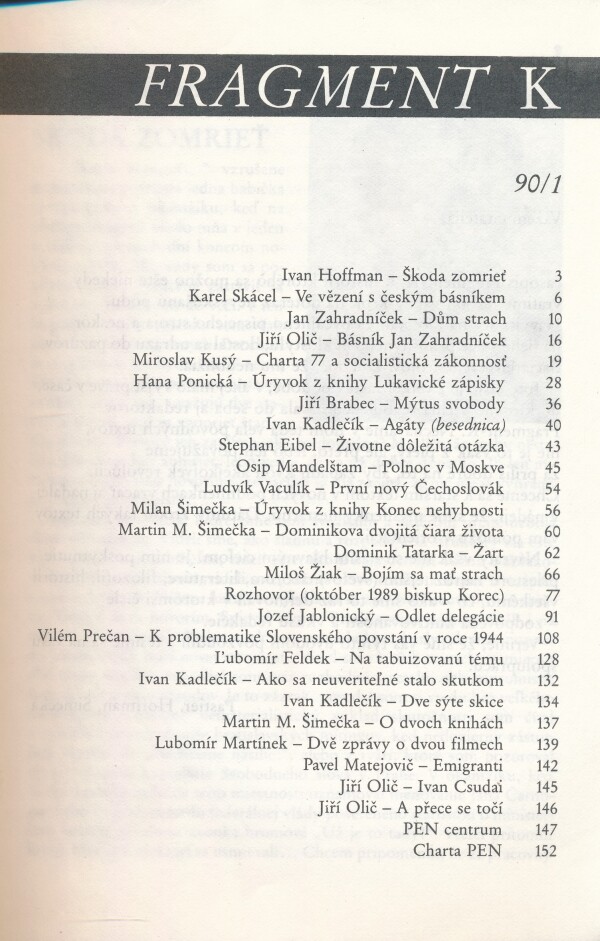 FRAGMENT K
90/1
Ivan Hoffman – Škoda zomrieť 3
Karel Skácel – Ve vězení s českým básníkem 6
Jan Zahradníček – Dům strach 10
Jiří Olič – Básník Jan Zahradníček 16
Miroslav Kusý – Charta 77 a socialistická zákonnosť 19
Hana Ponická – Úryvok z knihy Lukavické zápisky 28
Jiří Brabec – Mýtus svobody 36
Ivan Kadlečík – Agáty (besednica) 40
Stephan Eibel – Životne dôležitá otázka 43
Osip Mandelštam – Polnoc v Moskve 45
Ludvík Vaculík – První nový Čechoslovák 54
Milan Šimečka – Úryvok z knihy Konec nehybnosti 56
Martin M. Šimečka – Dominikova dvojitá čiara života 60
Dominik Tatarka – Žart 62
Miloš Žiak – Bojím sa mať strach 66
Rozhovor (október 1989 biskup Korec) 77
Jozef Jablonický – Odlet delegácie 91
Vilém Prečan – K problematike Slovenského povstání v roce 1944 108
Ľubomír Feldek – Na tabuizovanú tému 128
Ivan Kadlečík – Ako sa neuveriteľné stalo skutkom 132
Ivan Kadlečík – Dve sýte skice 134
Martin M. Šimečka – O dvoch knihách 137
Lubomír Martínek – Dvě zprávy o dvou filmech 139
Pavel Matejovič – Emigranti 142
Jiří Olič – Ivan Csudai 145
Jiří Olič – A přece se točí 146
PEN centrum 147
Charta PEN 152